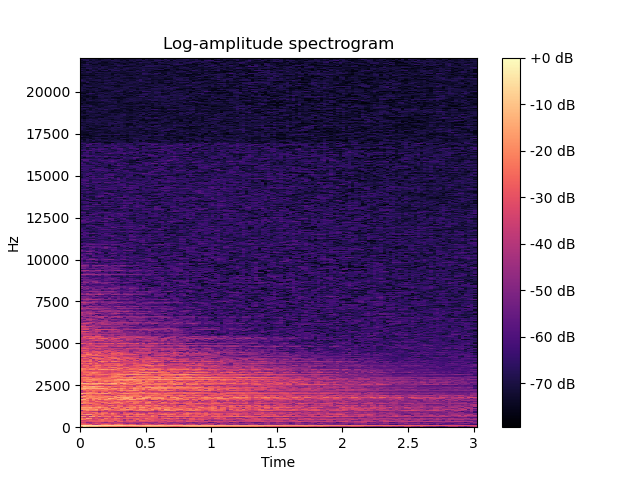 Log-amplitude spectrogram
Hz
20000
17500
15000
12500
10000
7500
5000
2500
0
0 0.5 1 1.5 2 2.5 3
Time
+0 dB
-10 dB
-20 dB
-30 dB
-40 dB
-50 dB
-60 dB
-70 dB